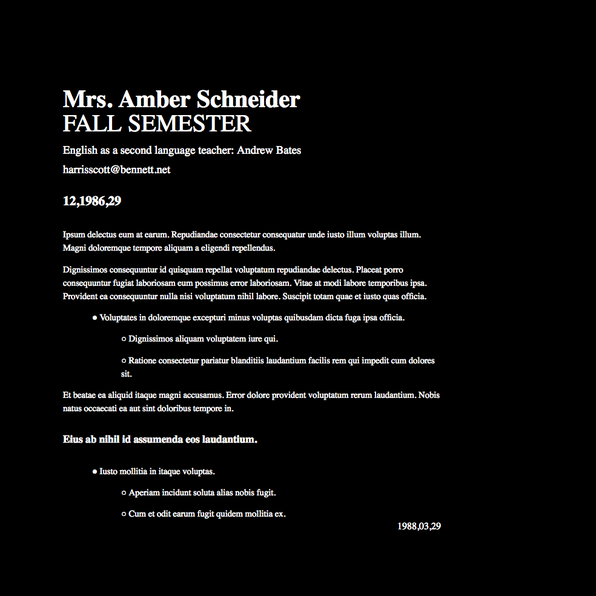 Mrs. Amber Schneider
FALL SEMESTER
English as a second language teacher: Andrew Bates
harrisscott@bennett.net
12,1986,29
Ipsum delectus eum at earum. Repudiandae consectetur consequatur unde iusto illum voluptas illum.
Magni doloremque tempore aliquam a eligendi repellendus.
Dignissimos consequuntur id quisquam repellat voluptatum repudiandae delectus. Placeat porro
consequuntur fugiat laboriosam eum possimus error laboriosam. Vitae at modi labore temporibus ipsa.
Provident ea consequuntur nulla nisi voluptatum nihil labore. Suscipit totam quae et iusto quas officia.
● Voluptates in doloremque excepturi minus voluptas quibusdam dicta fuga ipsa officia.
○ Dignissimos aliquam voluptatem iure qui.
○ Ratione consectetur pariatur blanditiis laudantium facilis rem qui impedit cum dolores
sit.
Et beatae ea aliquid itaque magni accusamus. Error dolore provident voluptatum rerum laudantium. Nobis
natus occaecati ea aut sint doloribus tempore in.
Eius ab nihil id assumenda eos laudantium.
● Iusto mollitia in itaque voluptas.
○ Aperiam incidunt soluta alias nobis fugit.
○ Cum et odit earum fugit quidem mollitia ex.
1988,03,29